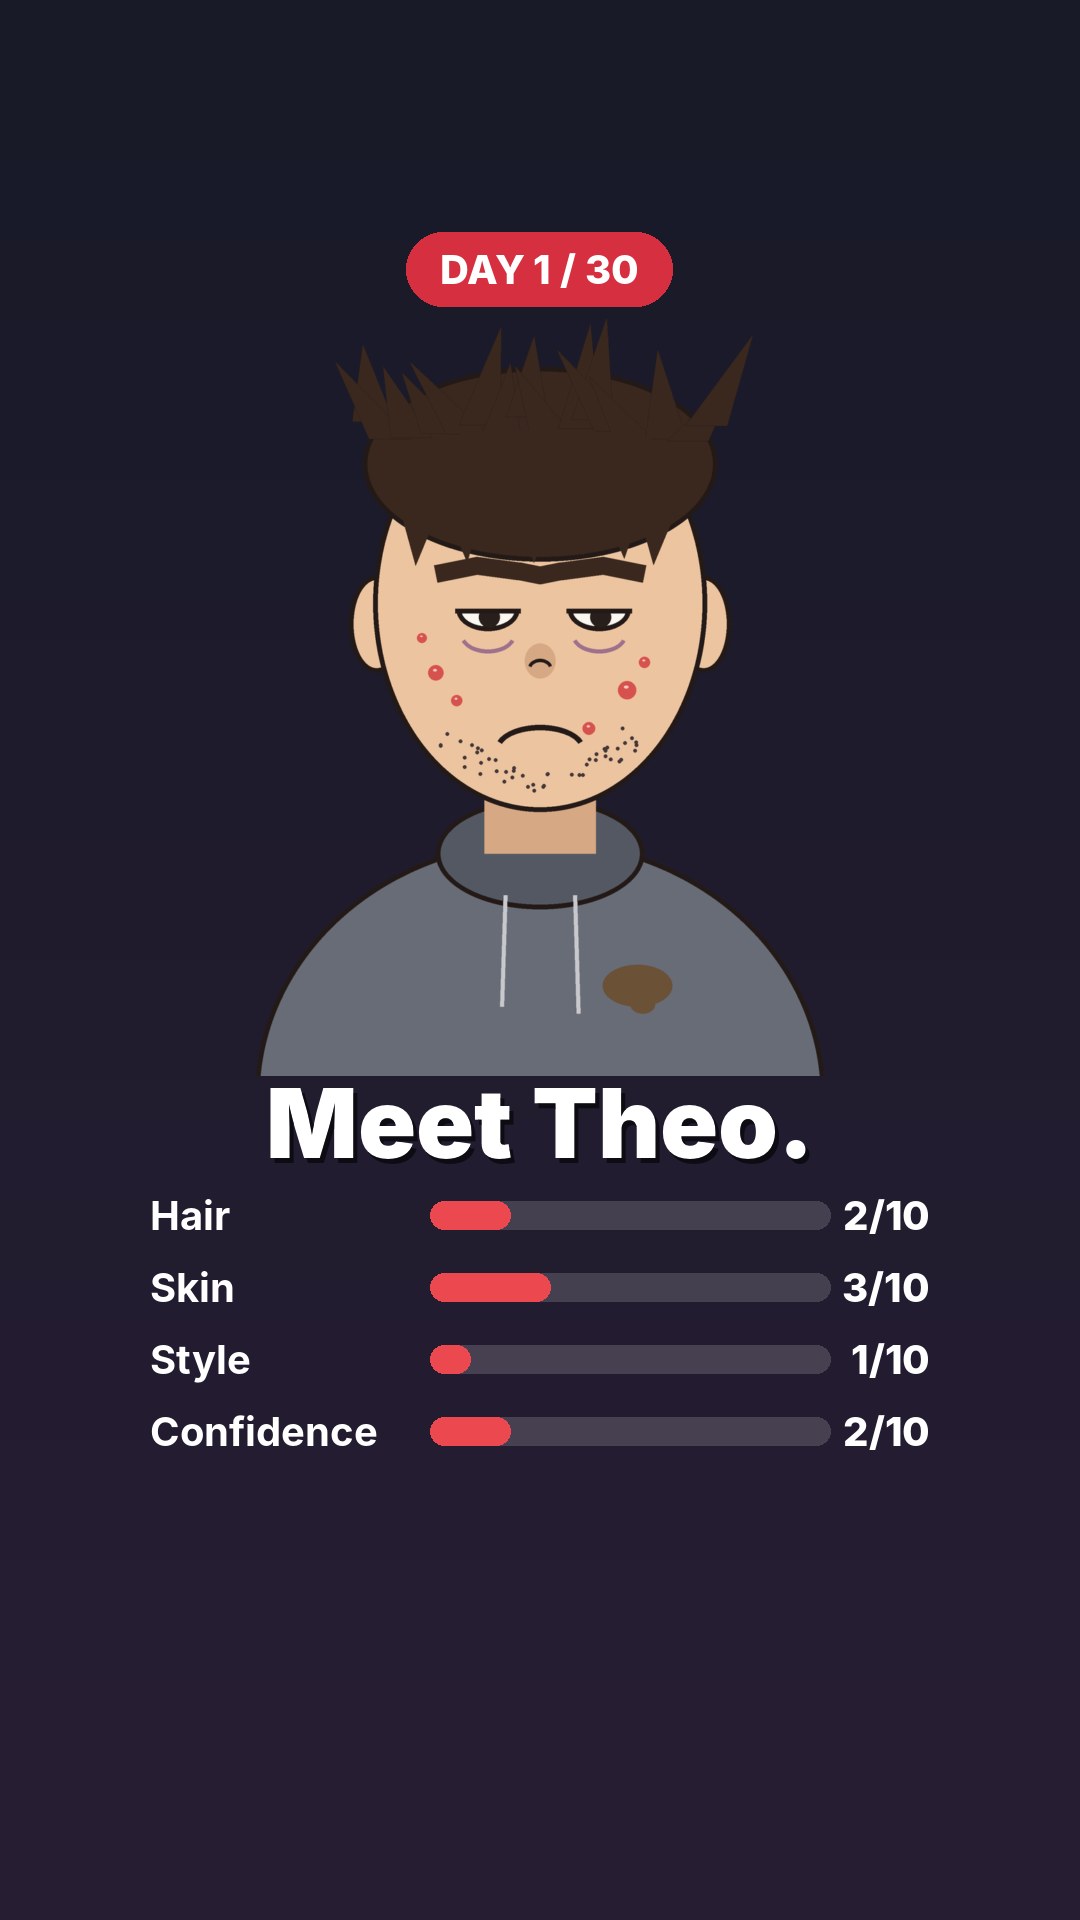 DAY 1 / 30
Meet Theo.
Hair 2/10
Skin 3/10
Style 1/10
Confidence 2/10